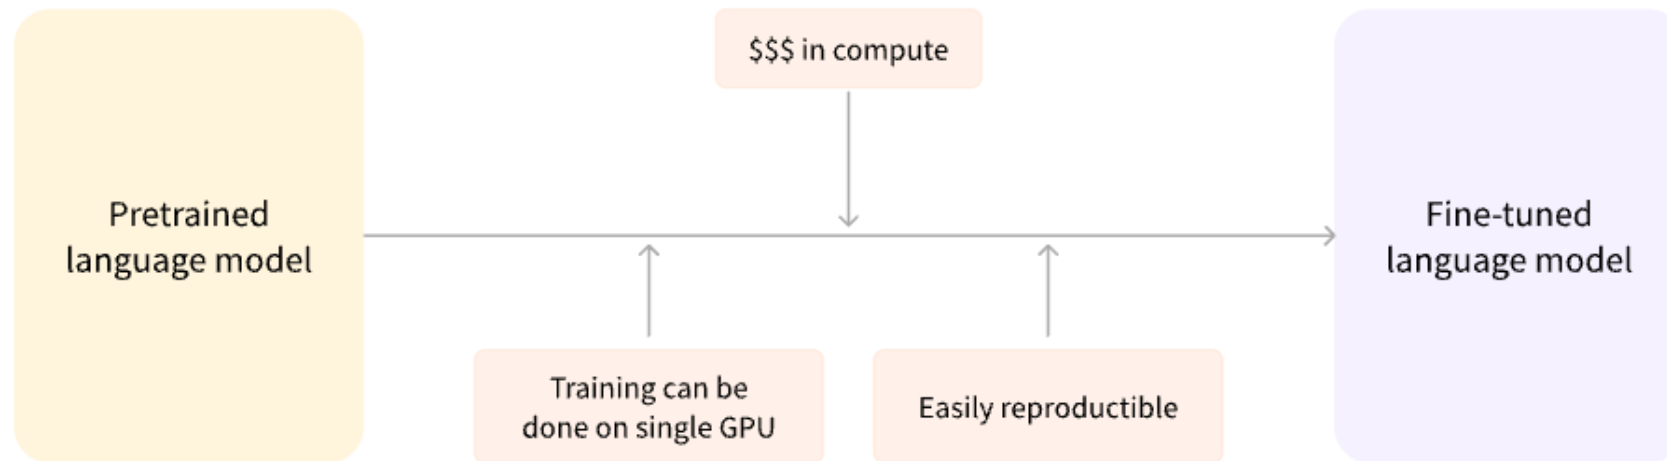 $$$ in compute
Pretrained
language model
Fine-tuned
language model
Training can be
done on single GPU
Easily reproductible